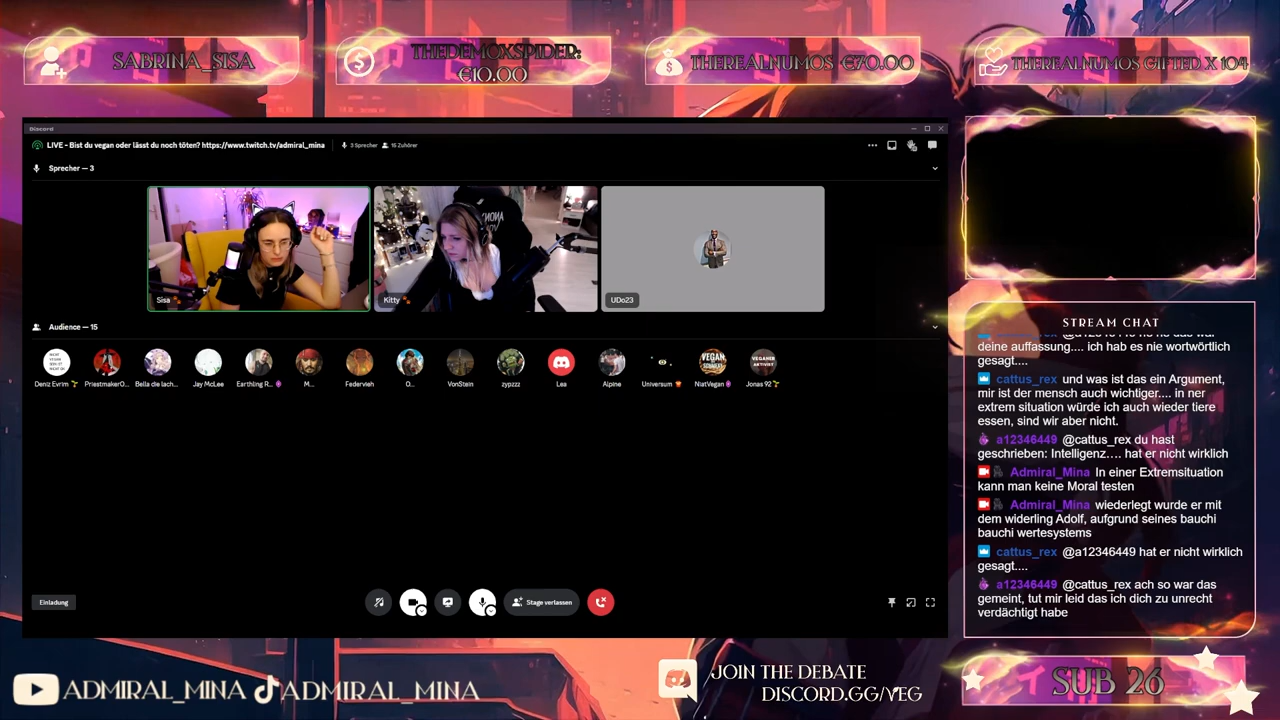 SABRINA_SISA
THEDEMOXSPIDER:
€10.00
THEREALNUMOS €70.00
THEREALNUMOS GIFTED X 104
Discord
LIVE - Bist du vegan oder lässt du noch töten? https://www.twitch.tv/admiral_mina
3 Sprecher
15 Zuhörer
Sprecher — 3
Sisa
Kitty
UDo23
Audience — 15
Deniz Evrim
PriestmakerO...
Bella die lach...
Jay McLee
Earthling R...
M...
Federvieh
O...
VonStein
zypzzz
Lea
Alpine
Universum
NiatVegan
Jonas 92
Einladung
Stage verlassen
STREAM CHAT
deine auffassung.... ich hab es nie wortwörtlich
gesagt....
cattus_rex und was ist das ein Argument,
mir ist der mensch auch wichtiger.... in ner
extrem situation würde ich auch wieder tiere
essen, sind wir aber nicht.
a12346449 @cattus_rex du hast
geschrieben: Intelligenz.... hat er nicht wirklich
Admiral_Mina In einer Extremsituation
kann man keine Moral testen
Admiral_Mina wiederlegt wurde er mit
dem widerling Adolf, aufgrund seines bauchi
bauchi wertesystems
cattus_rex @a12346449 hat er nicht wirklich
gesagt....
a12346449 @cattus_rex ach so war das
gemeint, tut mir leid das ich dich zu unrecht
verdächtigt habe
ADMIRAL_MINA
ADMIRAL_MINA
JOIN THE DEBATE
DISCORD.GG/VEG
SUB 26